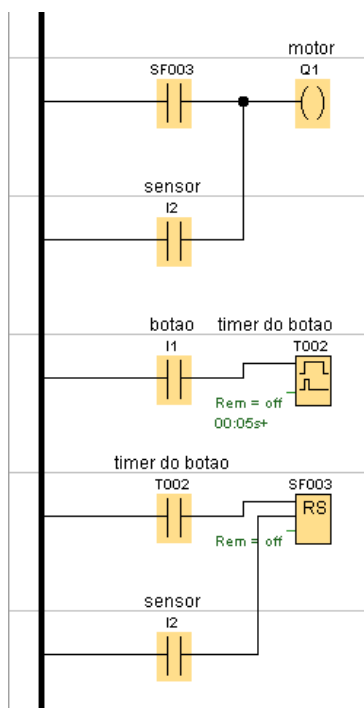 motor
SF003 Q1
sensor
I2
botao timer do botao
I1 T002
Rem = off
00:05s+
timer do botao
T002 SF003
RS
Rem = off
sensor
I2